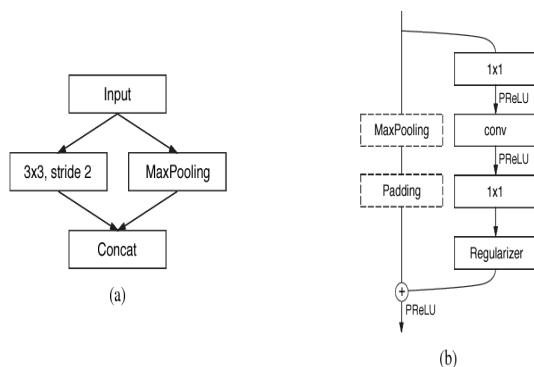 Input
3x3, stride 2
MaxPooling
Concat
(a)
1x1
PReLU
MaxPooling
conv
PReLU
Padding
1x1
Regularizer
+
PReLU
(b)